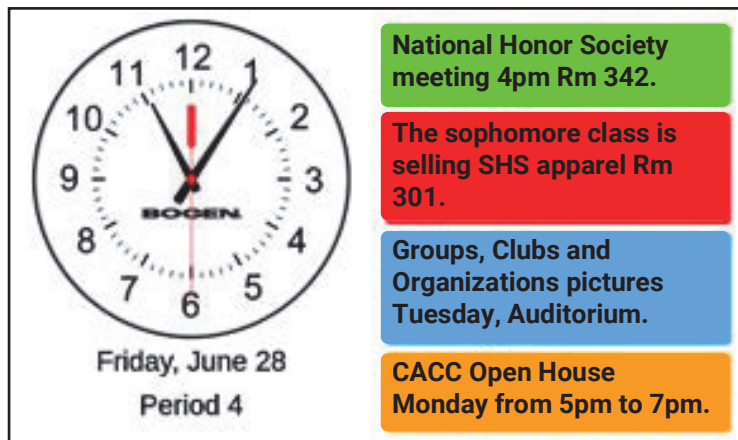 12
1
2
3
4
5
6
7
8
9
10
11
BOGEN
Friday, June 28
Period 4
National Honor Society
meeting 4pm Rm 342.
The sophomore class is
selling SHS apparel Rm
301.
Groups, Clubs and
Organizations pictures
Tuesday, Auditorium.
CACC Open House
Monday from 5pm to 7pm.